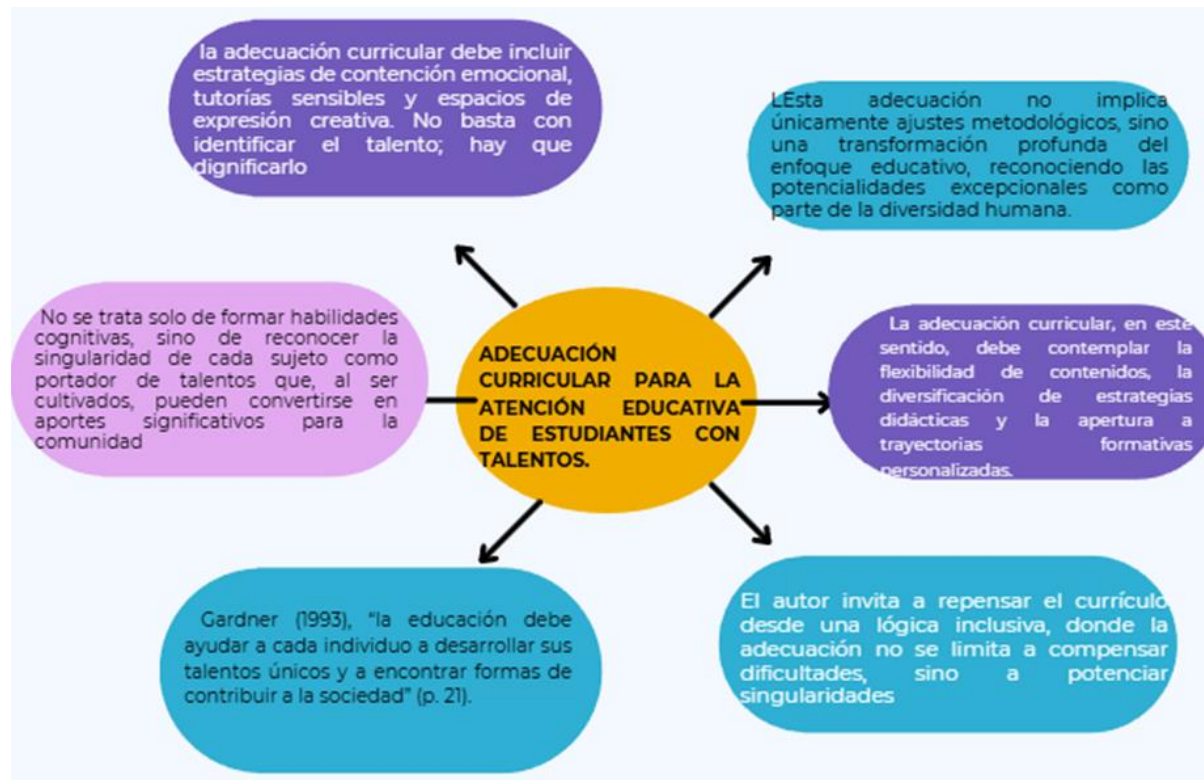 la adecuación curricular debe incluir
estrategias de contención emocional,
tutorías sensibles y espacios de
expresión creativa. No basta con
identificar el talento; hay que
dignificarlo
LEsta adecuación no implica
únicamente ajustes metodológicos, sino
una transformación profunda del
enfoque educativo, reconociendo las
potencialidades excepcionales como
parte de la diversidad humana.
No se trata solo de formar habilidades
cognitivas, sino de reconocer la
singularidad de cada sujeto como
portador de talentos que, al ser
cultivados, pueden convertirse en
aportes significativos para la
comunidad
ADECUACIÓN
CURRICULAR PARA LA
ATENCIÓN EDUCATIVA
DE ESTUDIANTES CON
TALENTOS.
La adecuación curricular, en este
sentido, debe contemplar la
flexibilidad de contenidos, la
diversificación de estrategias
didácticas y la apertura a
trayectorias formativas
personalizadas.
Gardner (1993), “la educación debe
ayudar a cada individuo a desarrollar sus
talentos únicos y a encontrar formas de
contribuir a la sociedad” (p. 21).
El autor invita a repensar el currículo
desde una lógica inclusiva, donde la
adecuación no se limita a compensar
dificultades, sino a potenciar
singularidades